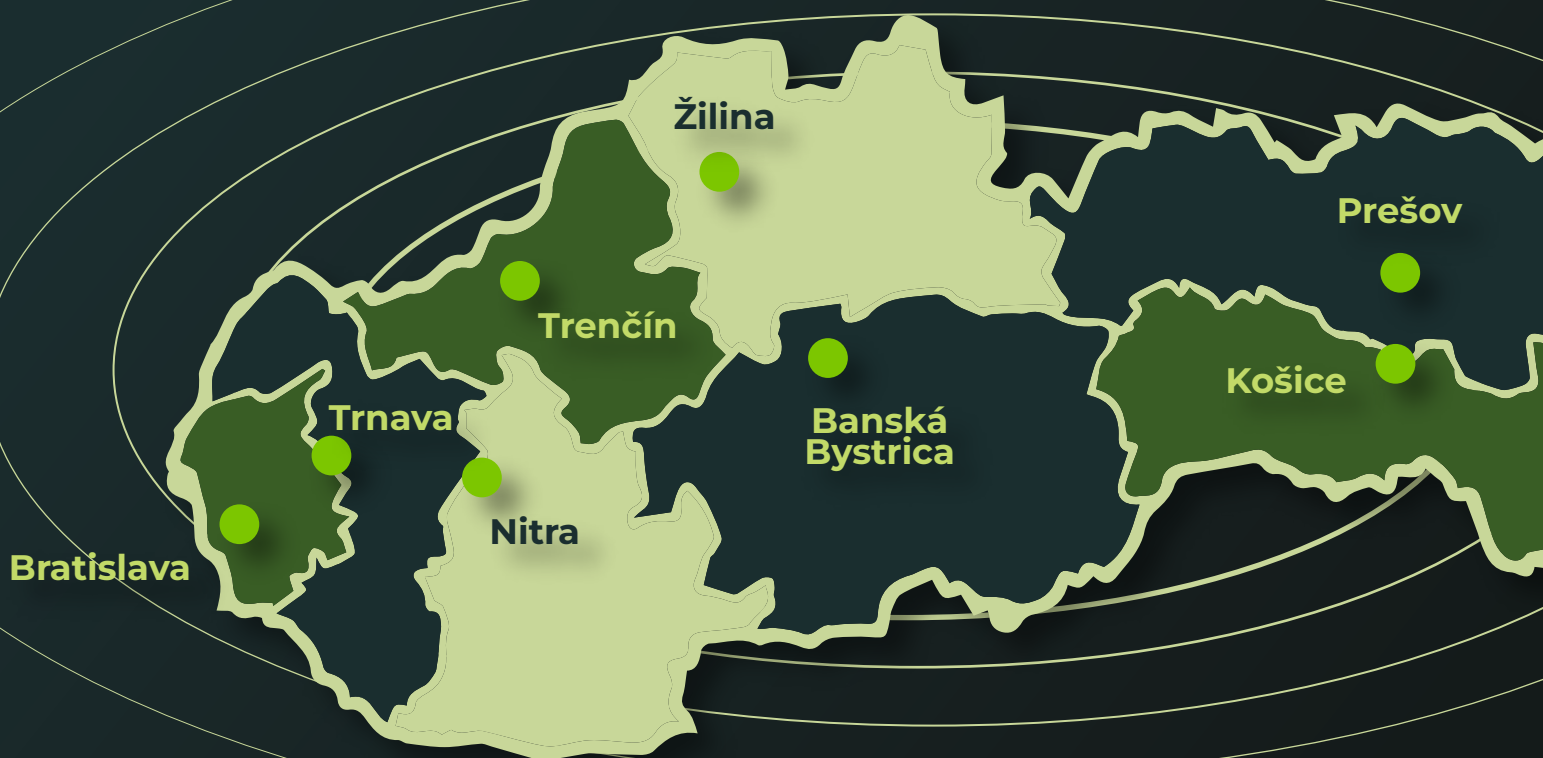 Žilina
Prešov
Trenčín
Košice
Trnava
Banská
Bystrica
Nitra
Bratislava